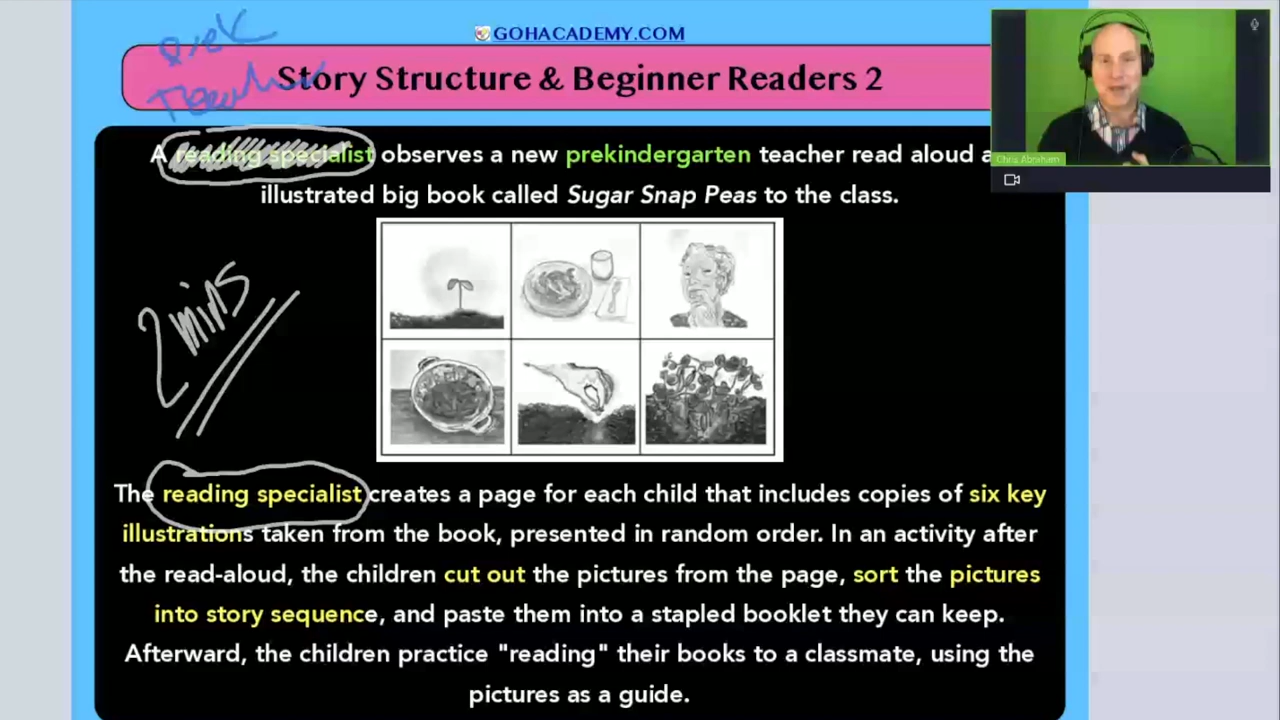 GOHACADEMY.COM
PreK
Teacher
Story Structure & Beginner Readers 2
Chris Abraham
A reading specialist observes a new prekindergarten teacher read aloud a
illustrated big book called Sugar Snap Peas to the class.
2 mins
The reading specialist creates a page for each child that includes copies of six key
illustrations taken from the book, presented in random order. In an activity after
the read-aloud, the children cut out the pictures from the page, sort the pictures
into story sequence, and paste them into a stapled booklet they can keep.
Afterward, the children practice "reading" their books to a classmate, using the
pictures as a guide.